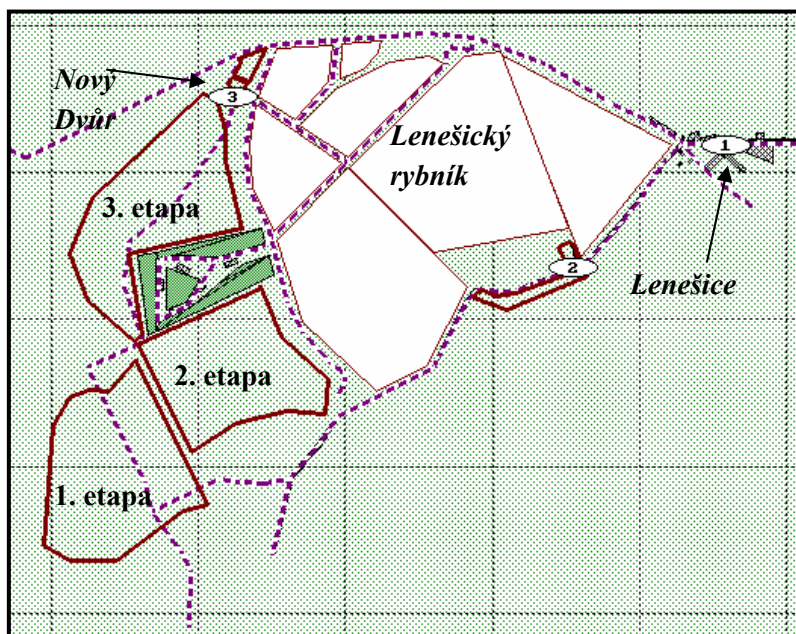 Nový
Dvůr
3
Lenešický
rybník
1
3. etapa
2
Lenešice
2. etapa
1. etapa